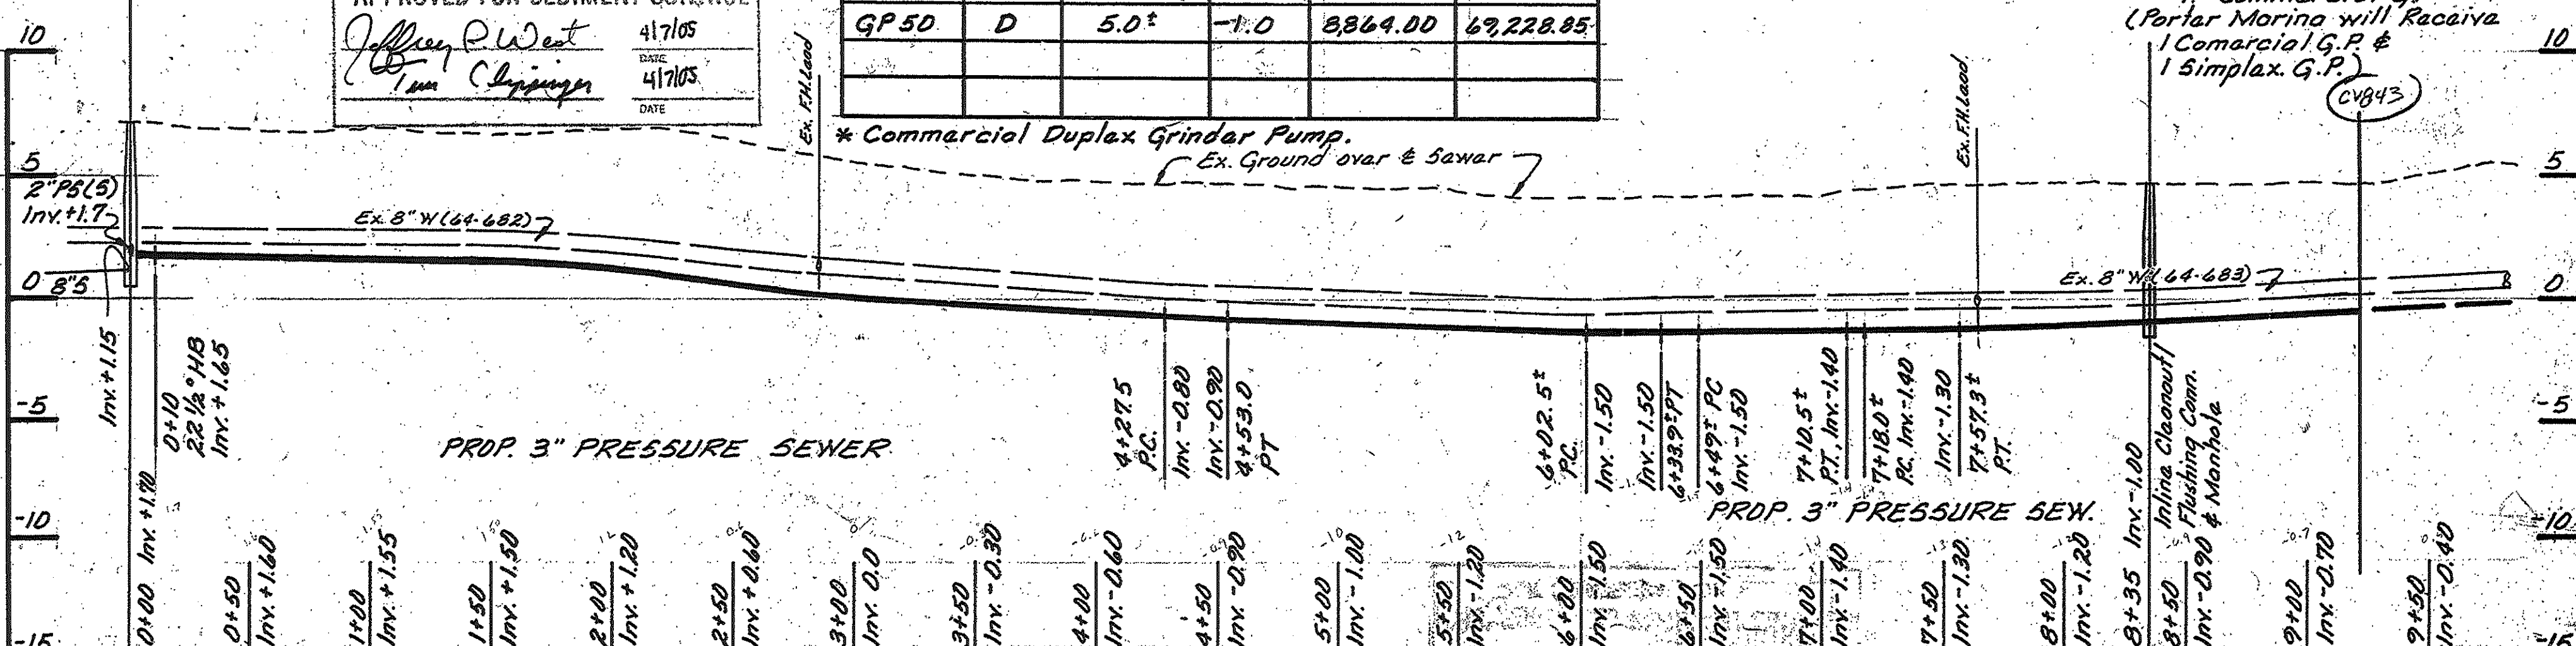 APPROVED FOR SEDIMENT CONTROL
4/7/05
DATE
4/7/05
DATE
GP 50 D 5.0± -1.0 8,864.00 69,228.85
(Porter Marina will Receive
1 Comercial G.P. &
1 Simplex. G.P.)
CV843
10
10
* Commercial Duplex Grinder Pump.
Ex. F.H. Lead
Ex. F.H. Lead
Ex. Ground over ℄ Sewer
5
5
2"PS(S)
Inv.+1.7
Ex. 8" W (64-682)
Ex. 8" W (64-683)
0
8"S
0
Inv.+1.15
0+10
22 1/2° HB
Inv. +1.65
-5
-5
PROP. 3" PRESSURE SEWER
4+27.5
P.C.
Inv. -0.80
Inv. -0.90
4+53.0
PT
6+02.5±
P.C.
Inv. -1.50
Inv. -1.50
6+33.9± PT
6+49± PC
Inv. -1.50
7+10.5±
P.T., Inv. -1.40
7+18.0±
P.C. Inv. -1.40
Inv. -1.30
7+57.3±
P.T.
Inline Cleanout/
Flushing Conn.
& Manhole
PROP. 3" PRESSURE SEW.
-10
-10
0+00 Inv. +1.70
0+50
Inv. +1.60
1+00
Inv. +1.55
1+50
Inv. +1.50
2+00
Inv. +1.20
2+50
Inv. +0.60
3+00
Inv. 0.0
3+50
Inv. -0.30
4+00
Inv. -0.60
4+50
Inv. -0.90
5+00
Inv. -1.00
5+50
Inv. -1.20
6+00
Inv. -1.50
6+50
Inv. -1.50
7+00
Inv. -1.40
7+50
Inv. -1.30
8+00
Inv. -1.20
8+35 Inv. -1.00
8+50
Inv. -0.90
9+00
Inv. -0.70
9+50
Inv. -0.40
-15
-15